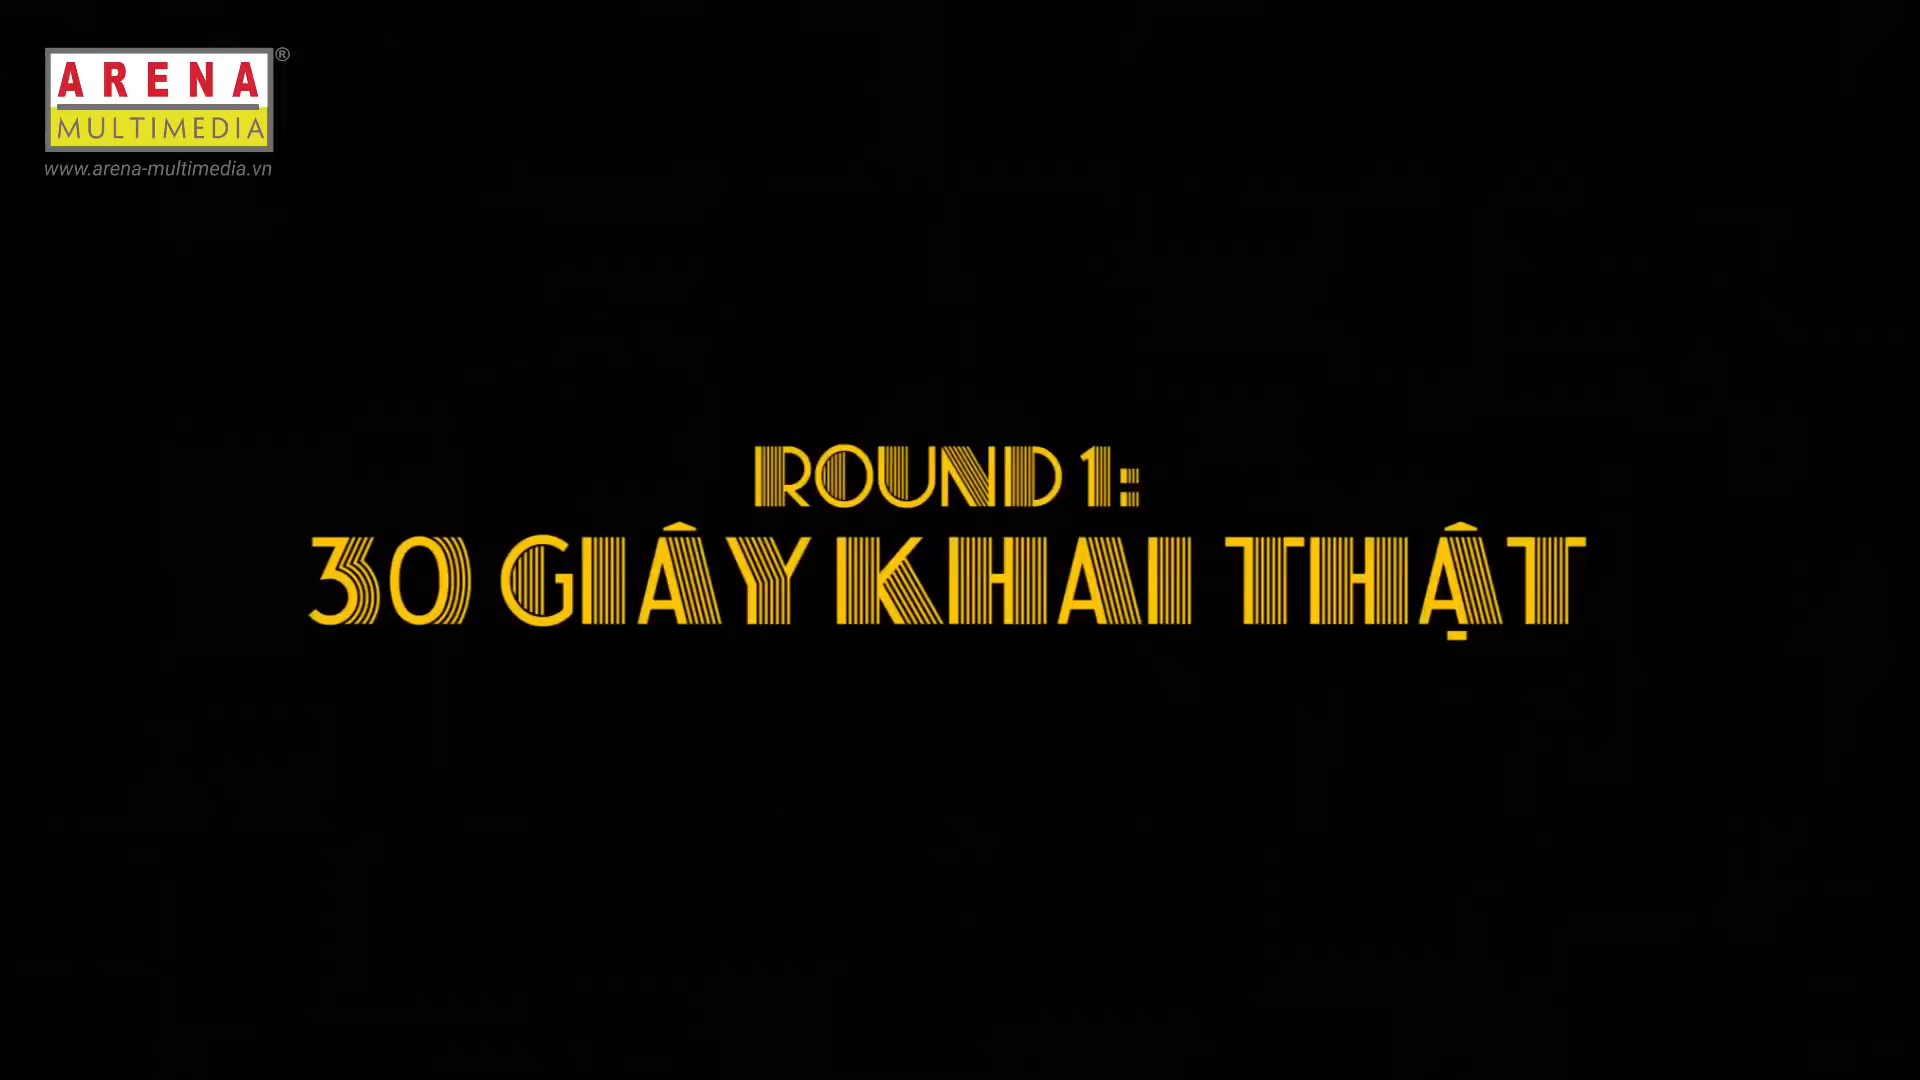 ARENA ®
MULTIMEDIA
www.arena-multimedia.vn
ROUND 1:
30 GIÂY KHAI THẬT